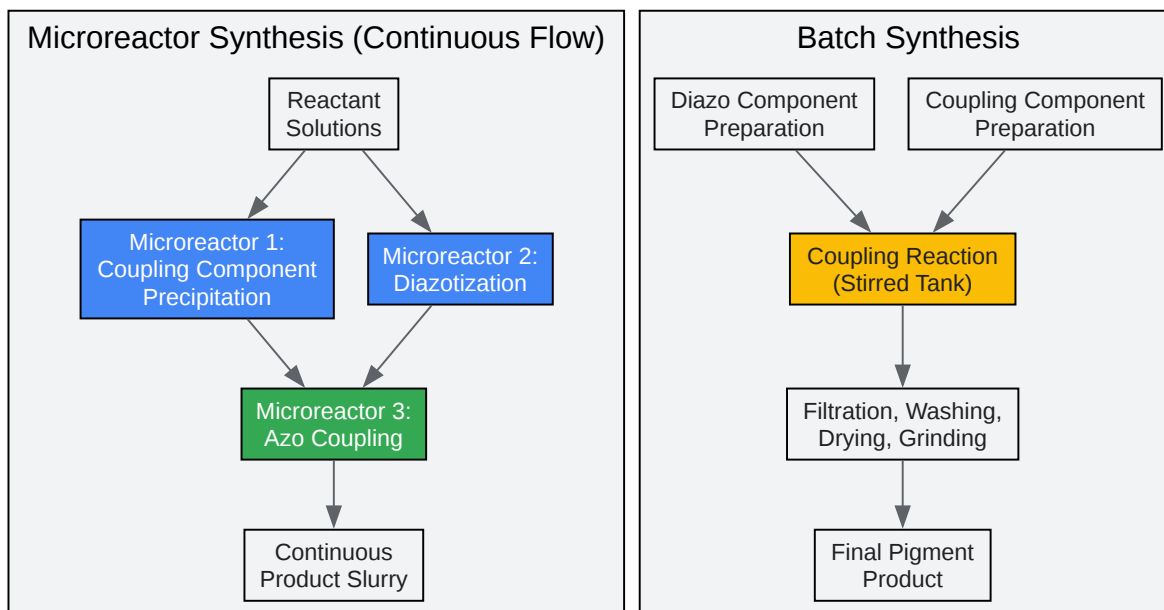 Microreactor Synthesis (Continuous Flow)
Reactant
Solutions
Microreactor 1:
Coupling Component
Precipitation
Microreactor 2:
Diazotization
Microreactor 3:
Azo Coupling
Continuous
Product Slurry
Batch Synthesis
Diazo Component
Preparation
Coupling Component
Preparation
Coupling Reaction
(Stirred Tank)
Filtration, Washing,
Drying, Grinding
Final Pigment
Product